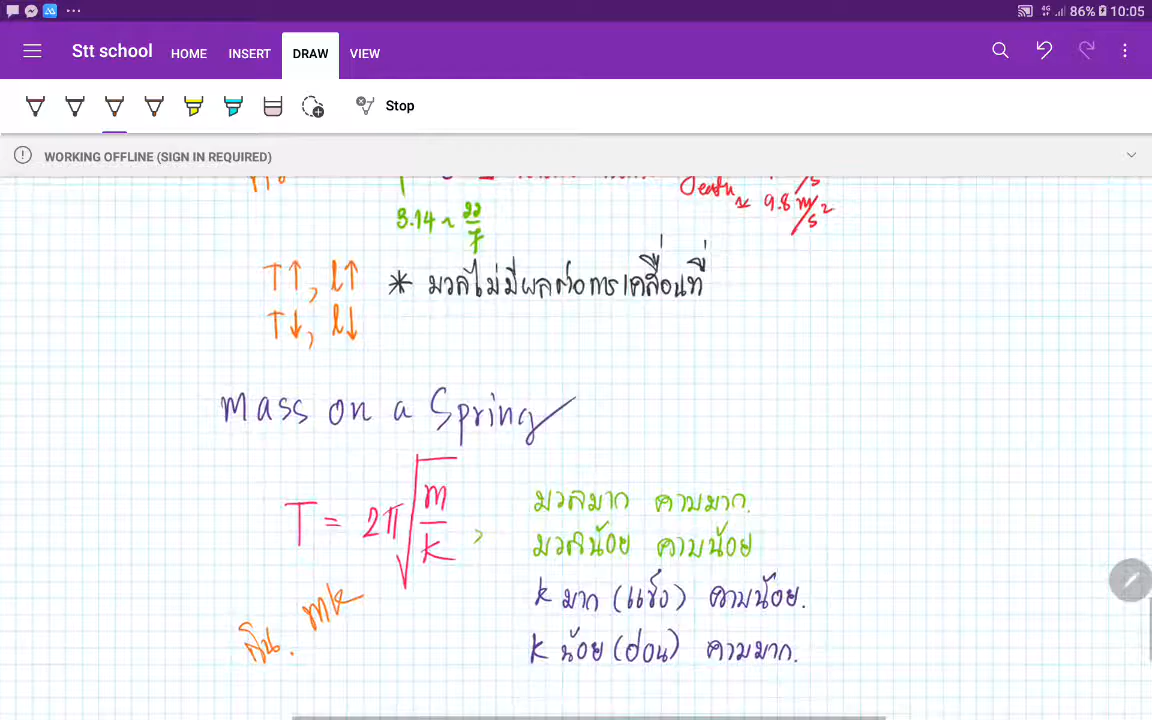 86% 10:05
Stt school HOME INSERT DRAW VIEW
Stop
WORKING OFFLINE (SIGN IN REQUIRED)
3.14 ~ 22/7
9.8 m/s²
T↑, l↑ * มวลไม่มีผลต่อการเคลื่อนที่
T↓, l↓
Mass on a Spring
T = 2π√(m/k) ,
มวลมาก คาบมาก.
มวลน้อย คาบน้อย
k มาก (แข็ง) คาบน้อย.
k น้อย (อ่อน) คาบมาก.
mk